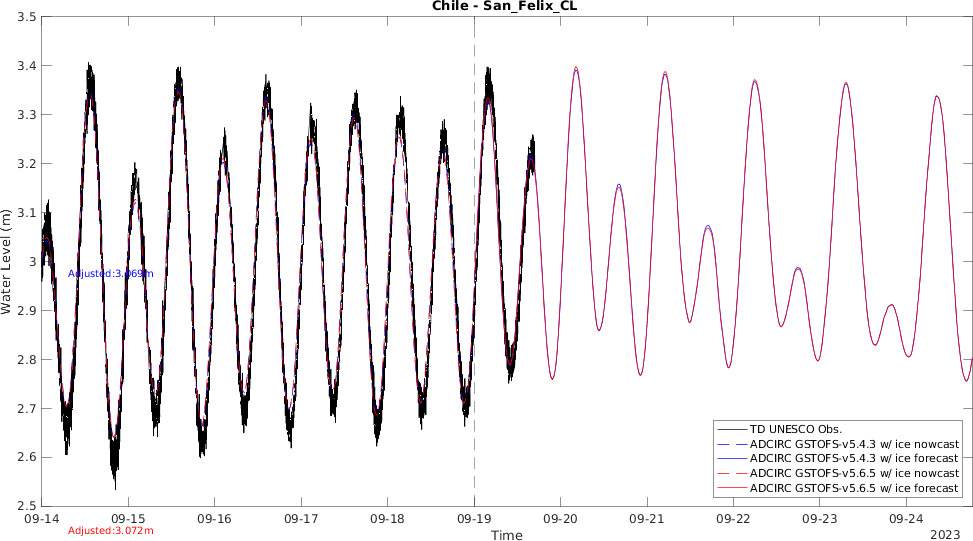 Chile - San_Felix_CL
3.5
3.4
3.3
3.2
3.1
3
2.9
2.8
2.7
2.6
2.5
Water Level (m)
Adjusted:3.069m
TD UNESCO Obs.
ADCIRC GSTOFS-v5.4.3 w/ ice nowcast
ADCIRC GSTOFS-v5.4.3 w/ ice forecast
ADCIRC GSTOFS-v5.6.5 w/ ice nowcast
ADCIRC GSTOFS-v5.6.5 w/ ice forecast
09-14 09-15 09-16 09-17 09-18 09-19 09-20 09-21 09-22 09-23 09-24
Adjusted:3.072m
Time
2023